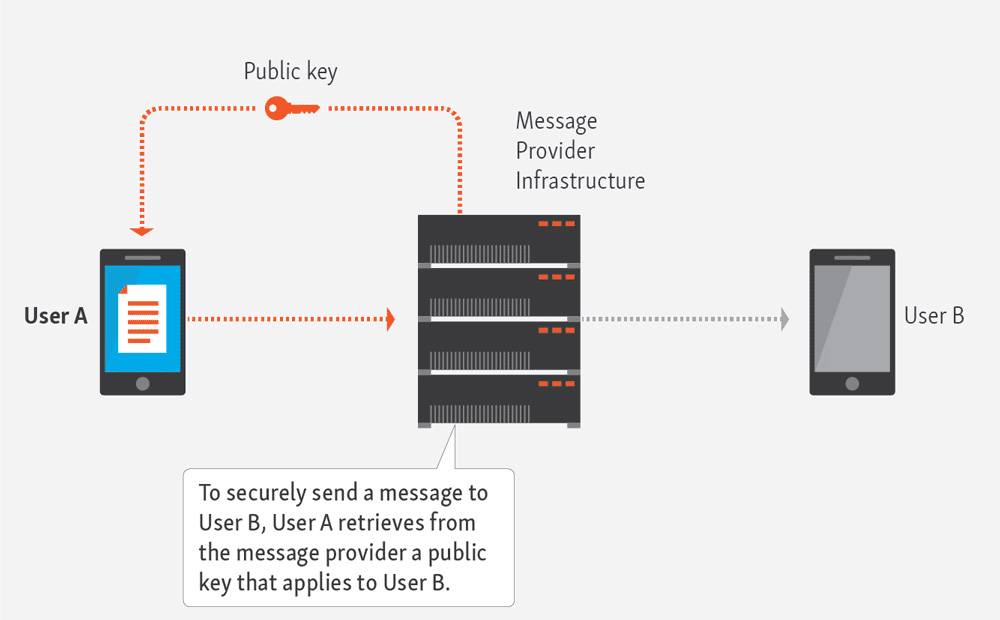 Public key
Message
Provider
Infrastructure
User A
User B
To securely send a message to
User B, User A retrieves from
the message provider a public
key that applies to User B.